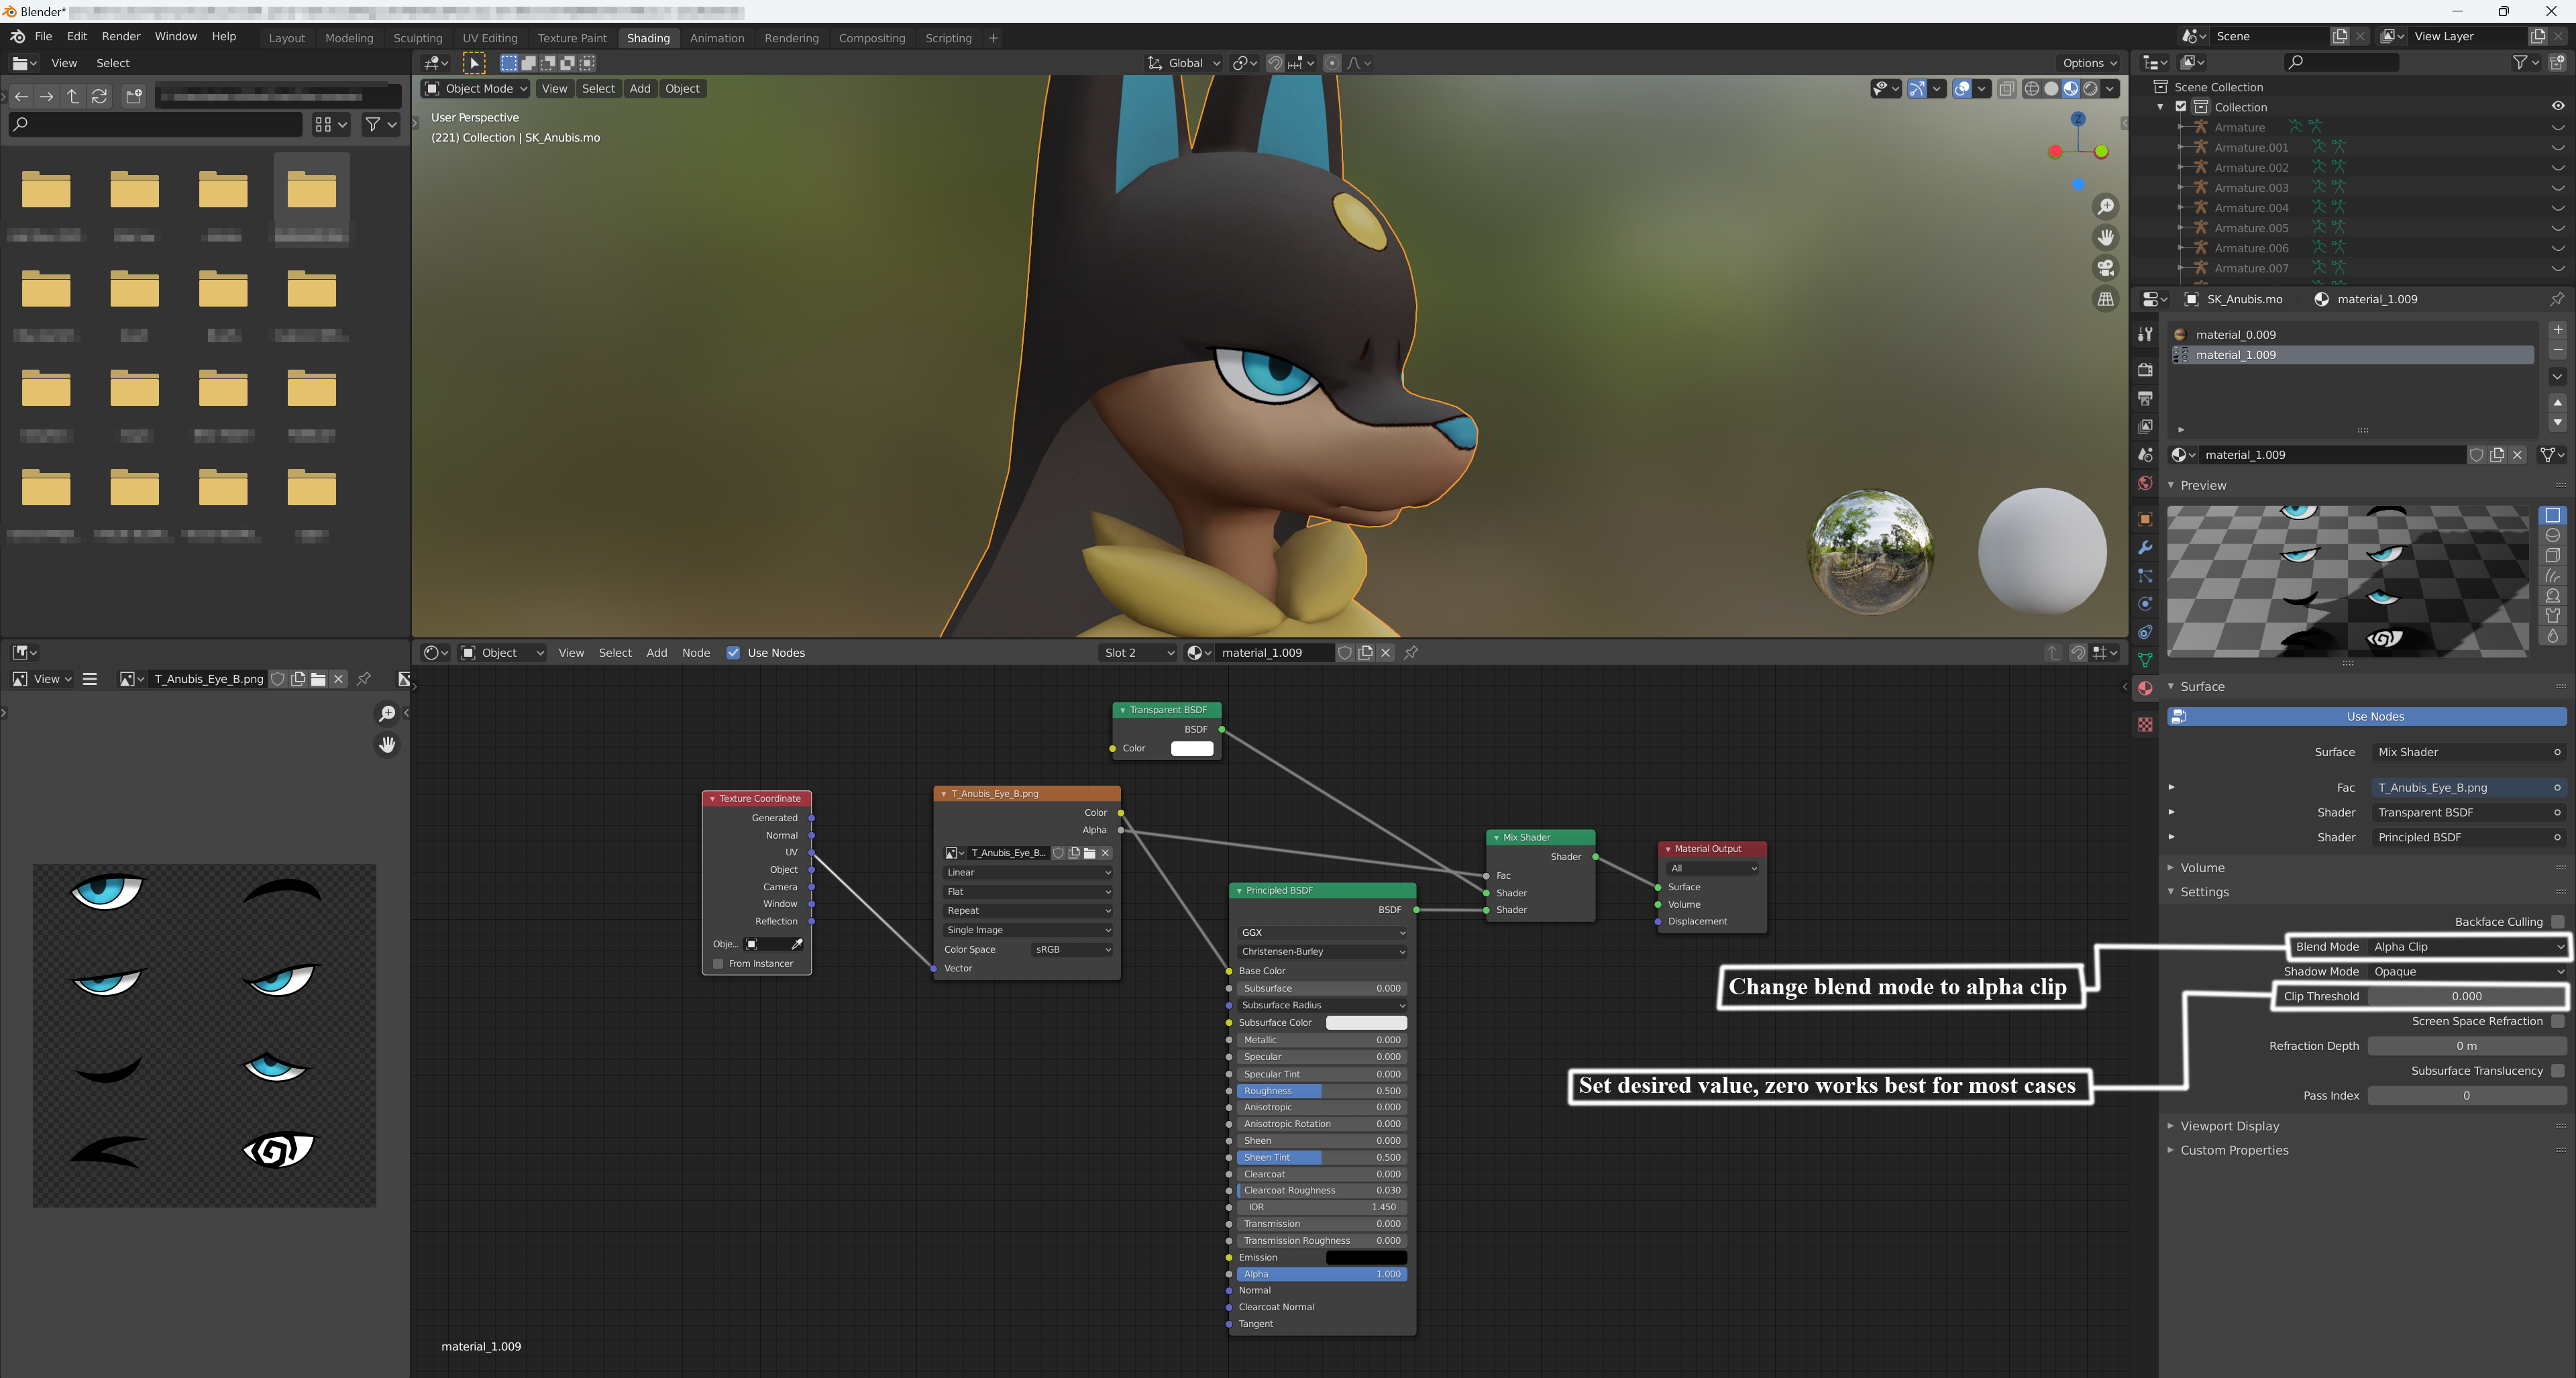 Blender*
File Edit Render Window Help Layout Modeling Sculpting UV Editing Texture Paint Shading Animation Rendering Compositing Scripting + Scene View Layer
View Select
Global Options
Object Mode View Select Add Object
User Perspective
(221) Collection | SK_Anubis.mo
Z
Scene Collection
Collection
Armature
Armature.001
Armature.002
Armature.003
Armature.004
Armature.005
Armature.006
Armature.007
SK_Anubis.mo material_1.009
material_0.009
material_1.009
material_1.009
Preview
Object View Select Add Node Use Nodes Slot 2 material_1.009
View T_Anubis_Eye_B.png
Transparent BSDF
BSDF
Color
Texture Coordinate
Generated
Normal
UV
Object
Camera
Window
Reflection
Obje...
From Instancer
T_Anubis_Eye_B.png
Color
Alpha
T_Anubis_Eye_B...
Linear
Flat
Repeat
Single Image
Color Space sRGB
Vector
Principled BSDF
BSDF
GGX
Christensen-Burley
Base Color
Subsurface 0.000
Subsurface Radius
Subsurface Color
Metallic 0.000
Specular 0.000
Specular Tint 0.000
Roughness 0.500
Anisotropic 0.000
Anisotropic Rotation 0.000
Sheen 0.000
Sheen Tint 0.500
Clearcoat 0.000
Clearcoat Roughness 0.030
IOR 1.450
Transmission 0.000
Transmission Roughness 0.000
Emission
Alpha 1.000
Normal
Clearcoat Normal
Tangent
Mix Shader
Shader
Fac
Shader
Shader
Material Output
All
Surface
Volume
Displacement
Change blend mode to alpha clip
Set desired value, zero works best for most cases
material_1.009
Surface
Use Nodes
Surface Mix Shader
Fac T_Anubis_Eye_B.png
Shader Transparent BSDF
Shader Principled BSDF
Volume
Settings
Backface Culling
Blend Mode Alpha Clip
Shadow Mode Opaque
Clip Threshold 0.000
Screen Space Refraction
Refraction Depth 0 m
Subsurface Translucency
Pass Index 0
Viewport Display
Custom Properties